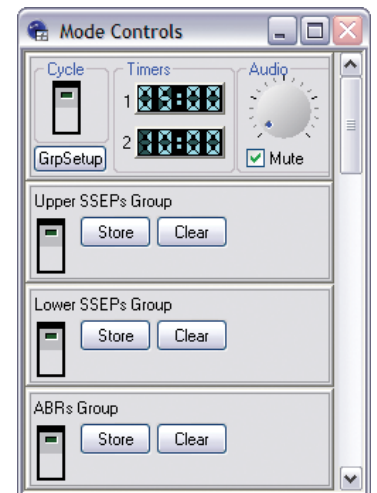 Mode Controls
Cycle Timers Audio
1
2
GrpSetup Mute
Upper SSEPs Group
Store Clear
Lower SSEPs Group
Store Clear
ABRs Group
Store Clear